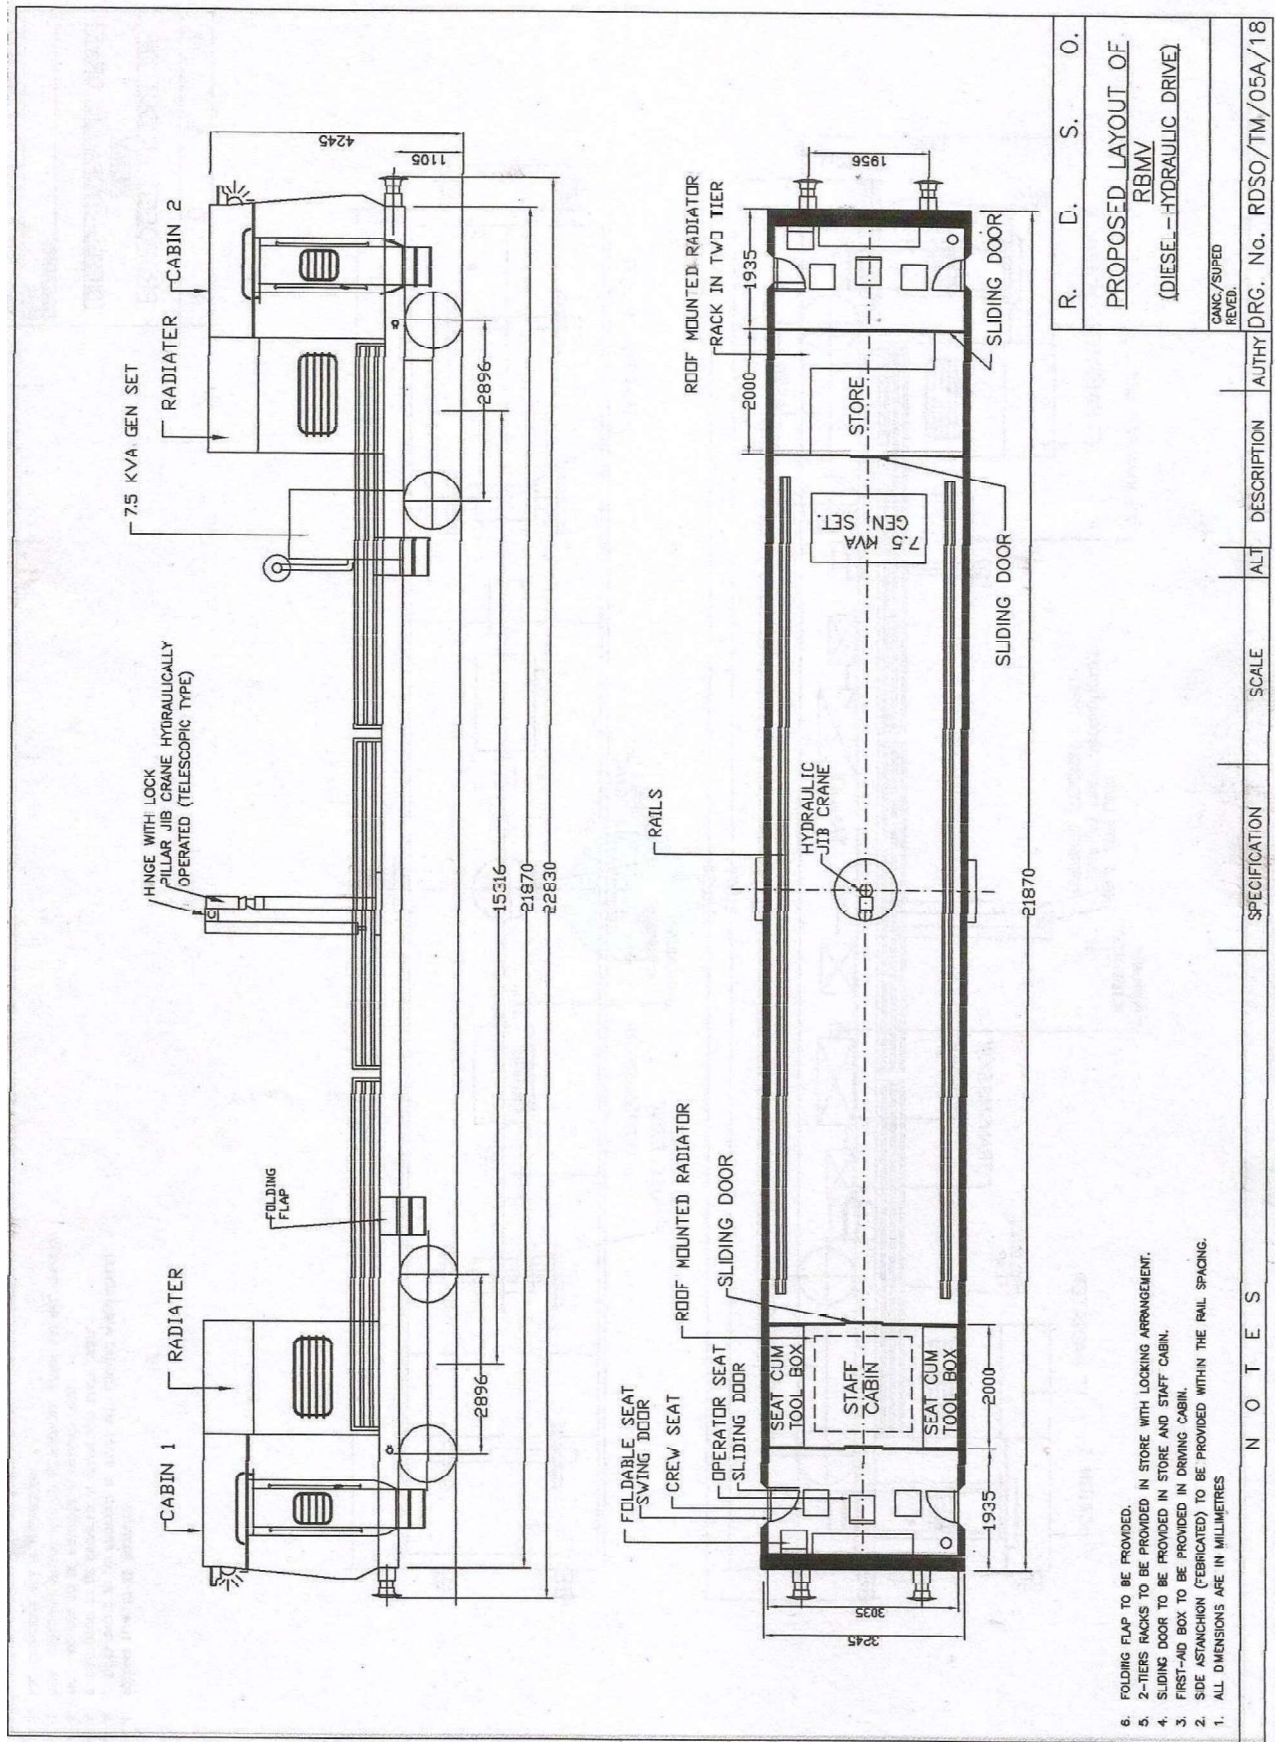 CABIN 1
RADIATER
FOLDING
FLAP
HINGE WITH LOCK
PILLAR JIB CRANE HYDRAULICALLY
OPERATED (TELESCOPIC TYPE)
7.5 KVA GEN SET
RADIATER
CABIN 2
4245
1105
2896
2896
15316
21870
22830
FOLDABLE SEAT
SWING DOOR
CREW SEAT
OPERATOR SEAT
SLIDING DOOR
ROOF MOUNTED RADIATOR
SLIDING DOOR
RAILS
HYDRAULIC
JIB CRANE
ROOF MOUNTED RADIATOR
RACK IN TWO TIER
SEAT CUM
TOOL BOX
STAFF
CABIN
SEAT CUM
TOOL BOX
7.5 KVA
GEN. SET.
STORE
2000
1935
1956
3035
3245
1935
2000
SLIDING DOOR
SLIDING DOOR
21870
6. FOLDING FLAP TO BE PROVIDED.
5. 2-TIERS RACKS TO BE PROVIDED IN STORE WITH LOCKING ARRANGEMENT.
4. SLIDING DOOR TO BE PROVIDED IN STORE AND STAFF CABIN.
3. FIRST-AID BOX TO BE PROVIDED IN DRIVING CABIN.
2. SIDE ASTANCHION (FEBRICATED) TO BE PROVIDED WITHIN THE RAIL SPACING.
1. ALL DIMENSIONS ARE IN MILLIMETRES
N O T E S
SPECIFICATION
SCALE
ALT
DESCRIPTION
AUTHY
R. D. S. O.
PROPOSED LAYOUT OF
RBMV
(DIESEL-HYDRAULIC DRIVE)
CANC./SUPED
REVED.
DRG. No. RDSO/TM/05A/18